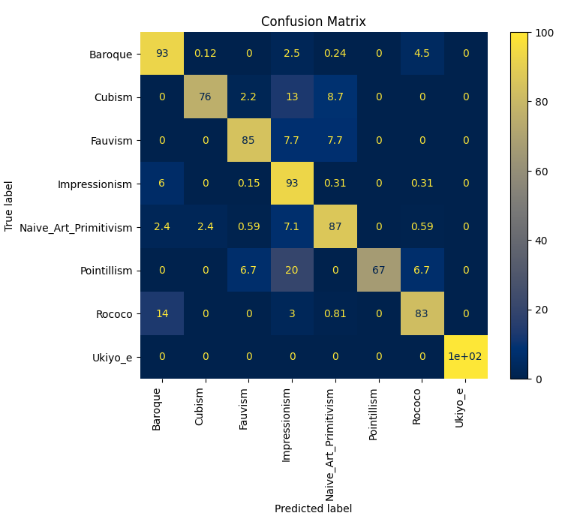 Confusion Matrix
True label
Baroque 93 0.12 0 2.5 0.24 0 4.5 0
Cubism 0 76 2.2 13 8.7 0 0 0
Fauvism 0 0 85 7.7 7.7 0 0 0
Impressionism 6 0 0.15 93 0.31 0 0.31 0
Naive_Art_Primitivism 2.4 2.4 0.59 7.1 87 0 0.59 0
Pointillism 0 0 6.7 20 0 67 6.7 0
Rococo 14 0 0 3 0.81 0 83 0
Ukiyo_e 0 0 0 0 0 0 0 1e+02
Baroque
Cubism
Fauvism
Impressionism
Naive_Art_Primitivism
Pointillism
Rococo
Ukiyo_e
Predicted label
100
80
60
40
20
0